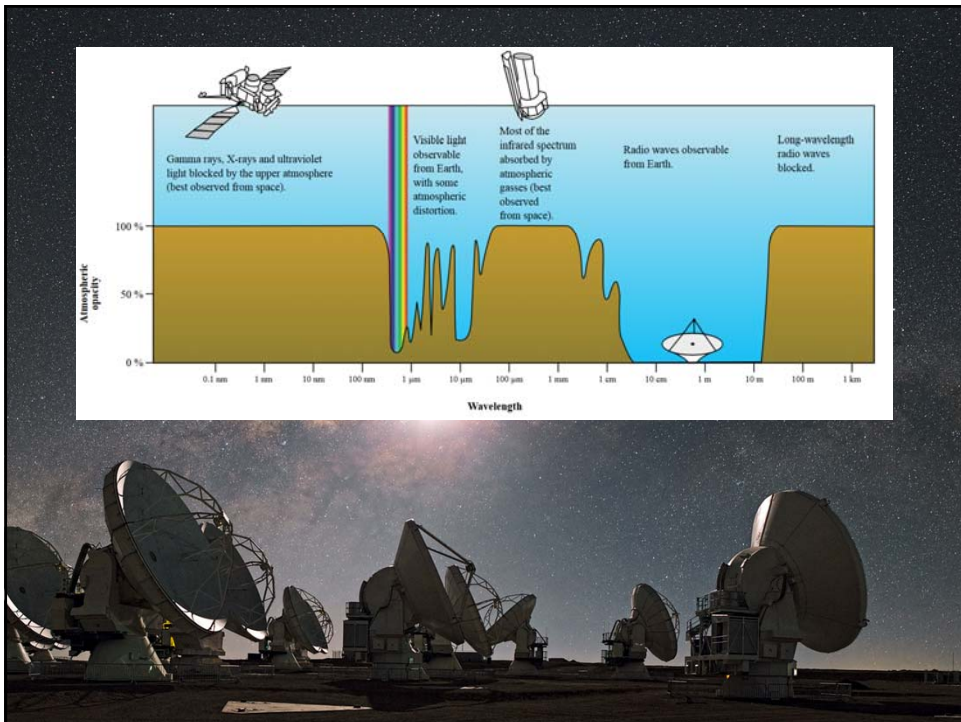 Gamma rays, X-rays and ultraviolet
light blocked by the upper atmosphere
(best observed from space).
Visible light
observable
from Earth,
with some
atmospheric
distortion.
Most of the
infrared spectrum
absorbed by
atmospheric
gasses (best
observed
from space).
Radio waves observable
from Earth.
Long-wavelength
radio waves
blocked.
Atmospheric
opacity
100 %
50 %
0 %
0.1 nm 1 nm 10 nm 100 nm 1 μm 10 μm 100 μm 1 mm 1 cm 10 cm 1 m 10 m 100 m 1 km
Wavelength